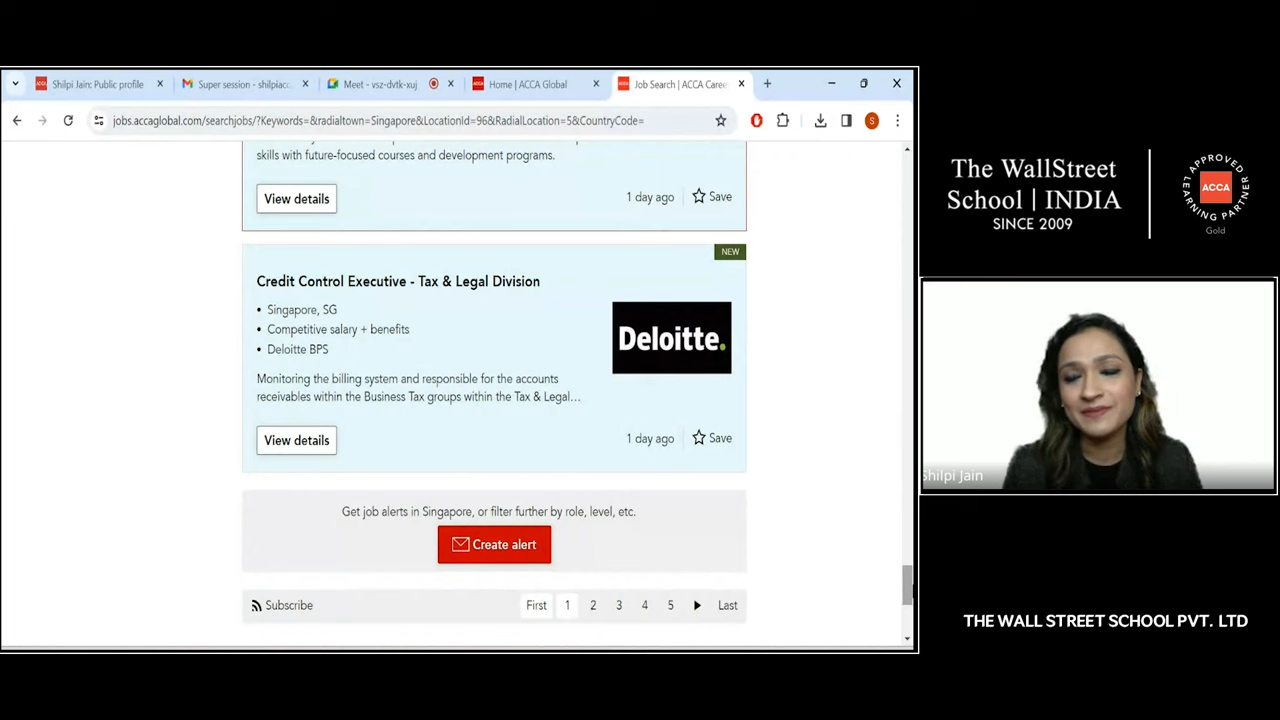 Shilpi Jain: Public profile
Super session - shilpiacc
Meet - vsz-dvtk-xuj
Home | ACCA Global
Job Search | ACCA Caree
jobs.accaglobal.com/searchjobs/?Keywords=&radialtown=Singapore&LocationId=96&RadialLocation=5&CountryCode=
S
skills with future-focused courses and development programs.
View details
1 day ago
Save
NEW
Credit Control Executive - Tax & Legal Division
• Singapore, SG
• Competitive salary + benefits
• Deloitte BPS
Deloitte.
Monitoring the billing system and responsible for the accounts
receivables within the Business Tax groups within the Tax & Legal...
View details
1 day ago
Save
Get job alerts in Singapore, or filter further by role, level, etc.
Create alert
Subscribe
First 1 2 3 4 5 Last
The WallStreet
School | INDIA
SINCE 2009
APPROVED
ACCA
LEARNING PARTNER
Gold
Shilpi Jain
THE WALL STREET SCHOOL PVT. LTD